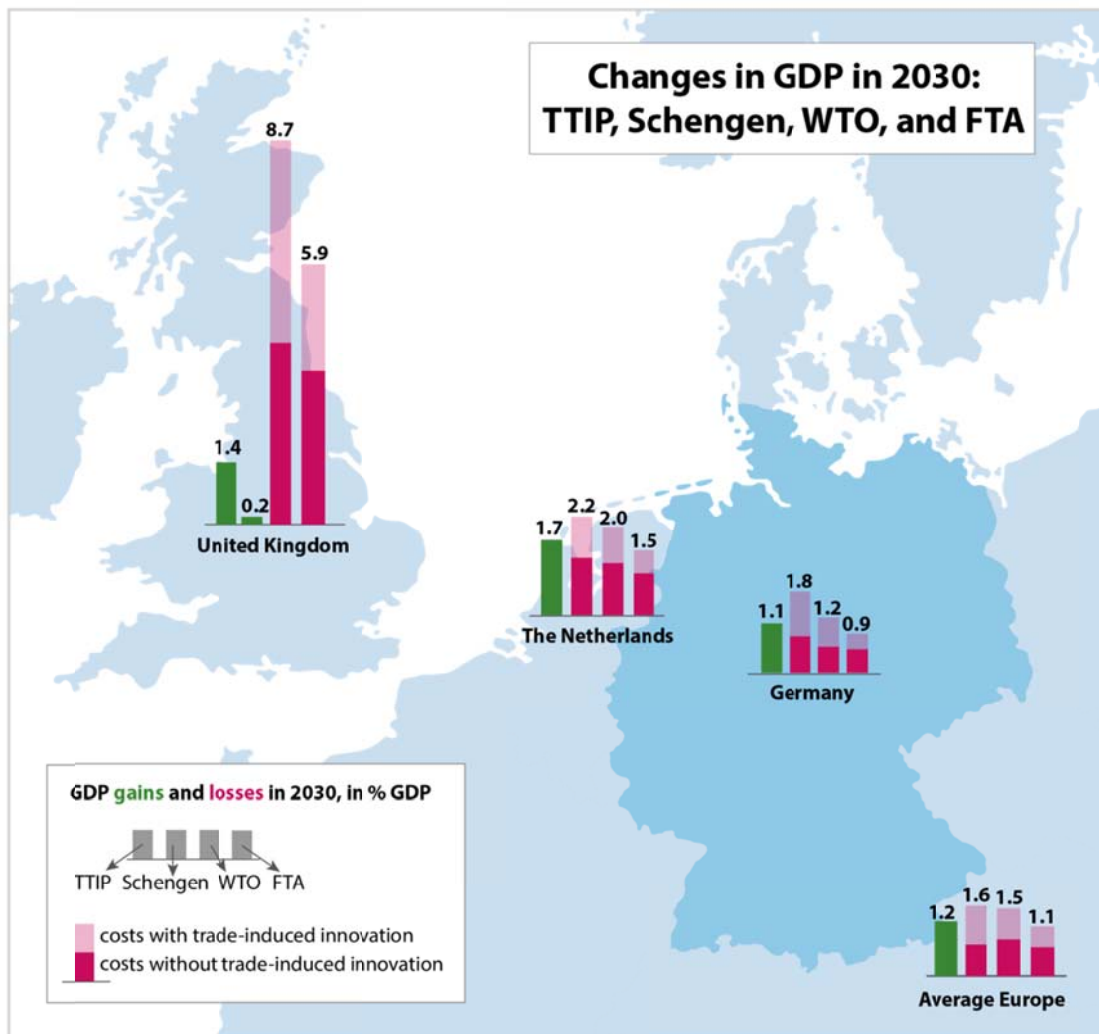 Changes in GDP in 2030:
TTIP, Schengen, WTO, and FTA
8.7
5.9
1.4
0.2
United Kingdom
1.7
2.2
2.0
1.5
The Netherlands
1.1
1.8
1.2
0.9
Germany
GDP gains and losses in 2030, in % GDP
TTIP Schengen WTO FTA
costs with trade-induced innovation
costs without trade-induced innovation
1.2
1.6
1.5
1.1
Average Europe